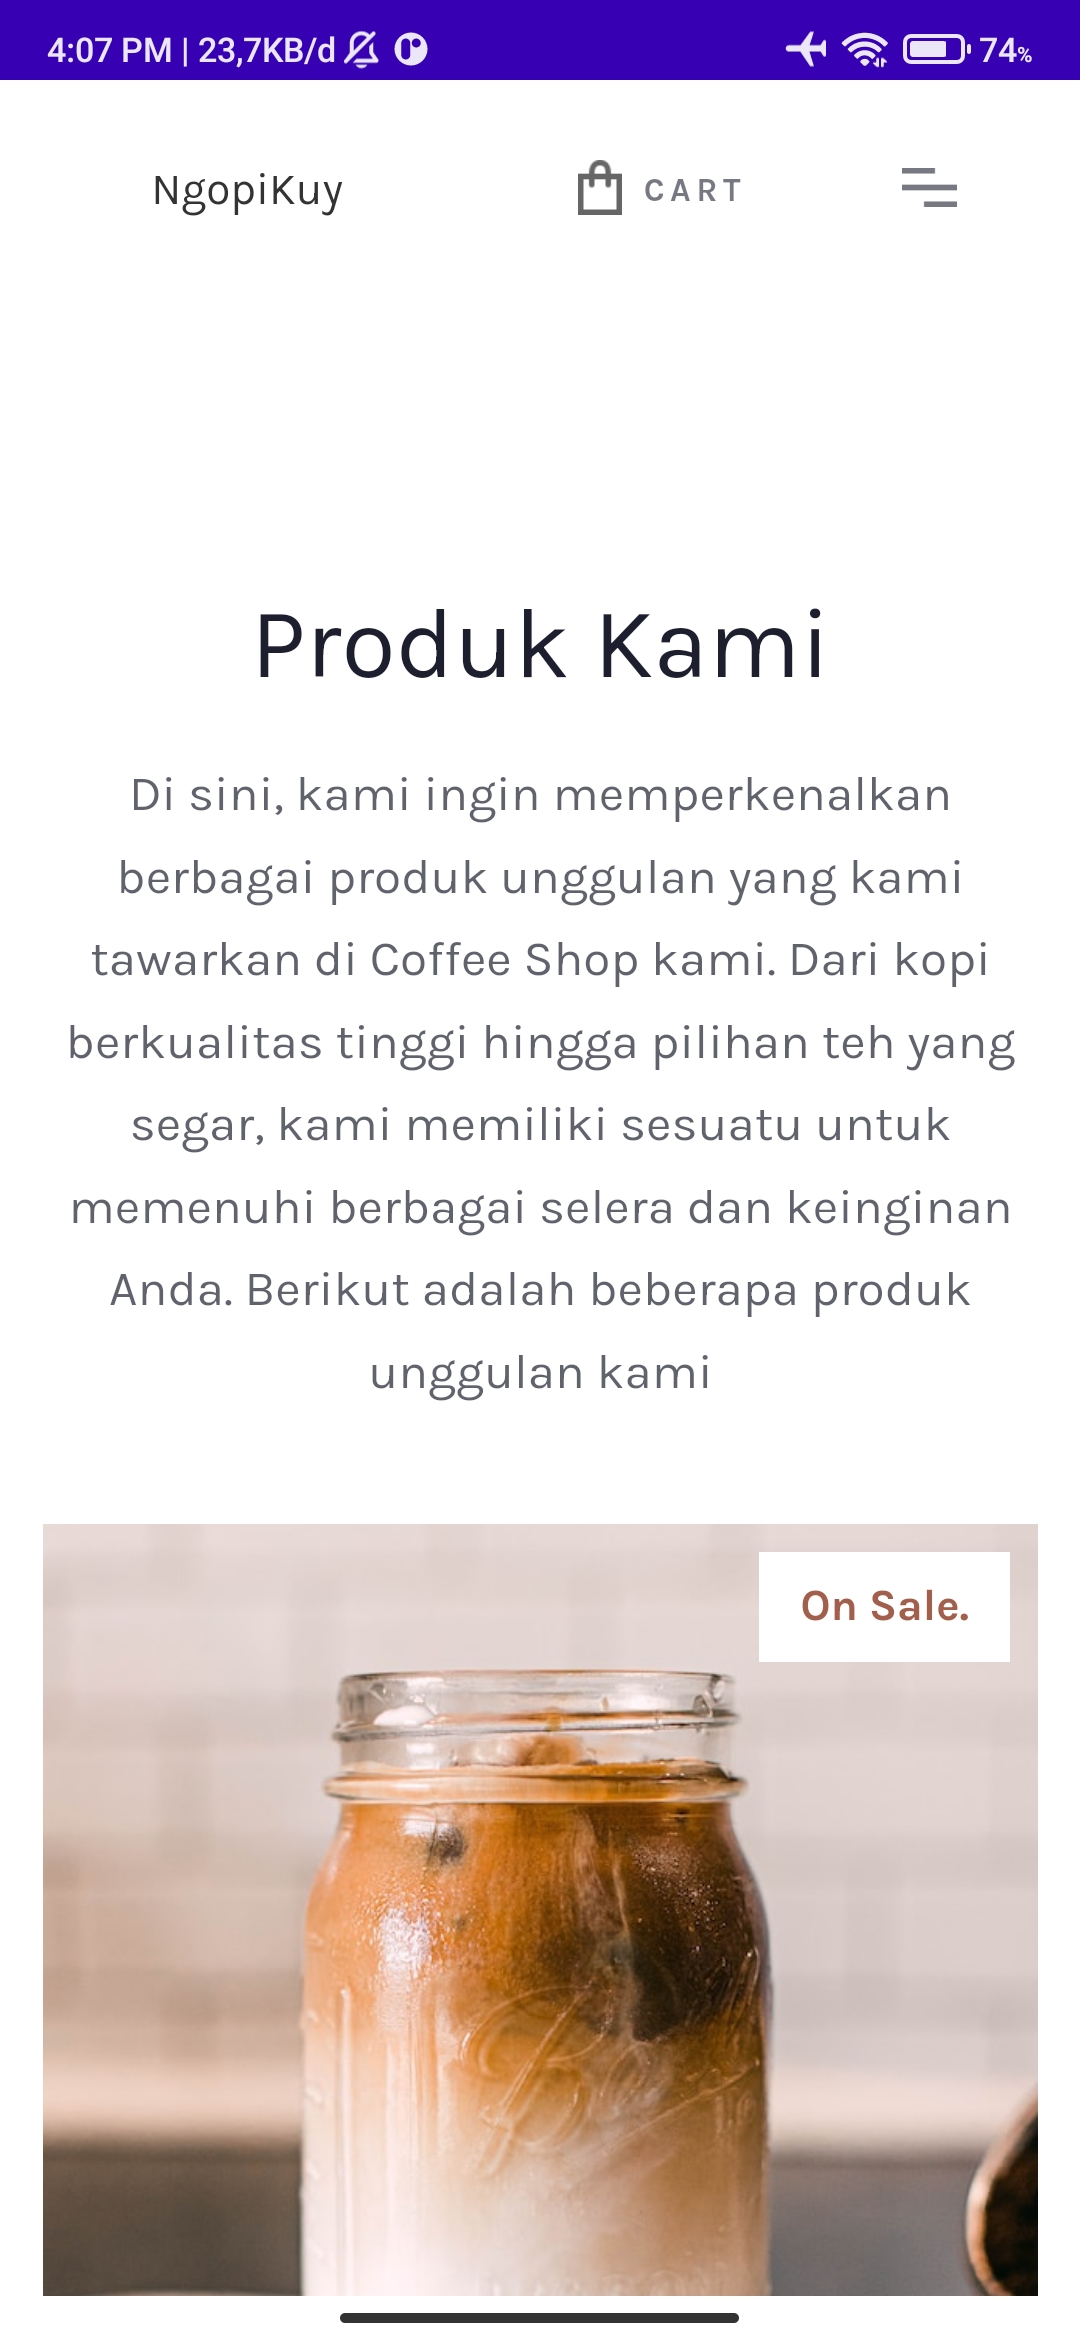 4:07 PM | 23,7KB/d 74%
NgopiKuy CART
Produk Kami
Di sini, kami ingin memperkenalkan
berbagai produk unggulan yang kami
tawarkan di Coffee Shop kami. Dari kopi
berkualitas tinggi hingga pilihan teh yang
segar, kami memiliki sesuatu untuk
memenuhi berbagai selera dan keinginan
Anda. Berikut adalah beberapa produk
unggulan kami
On Sale.